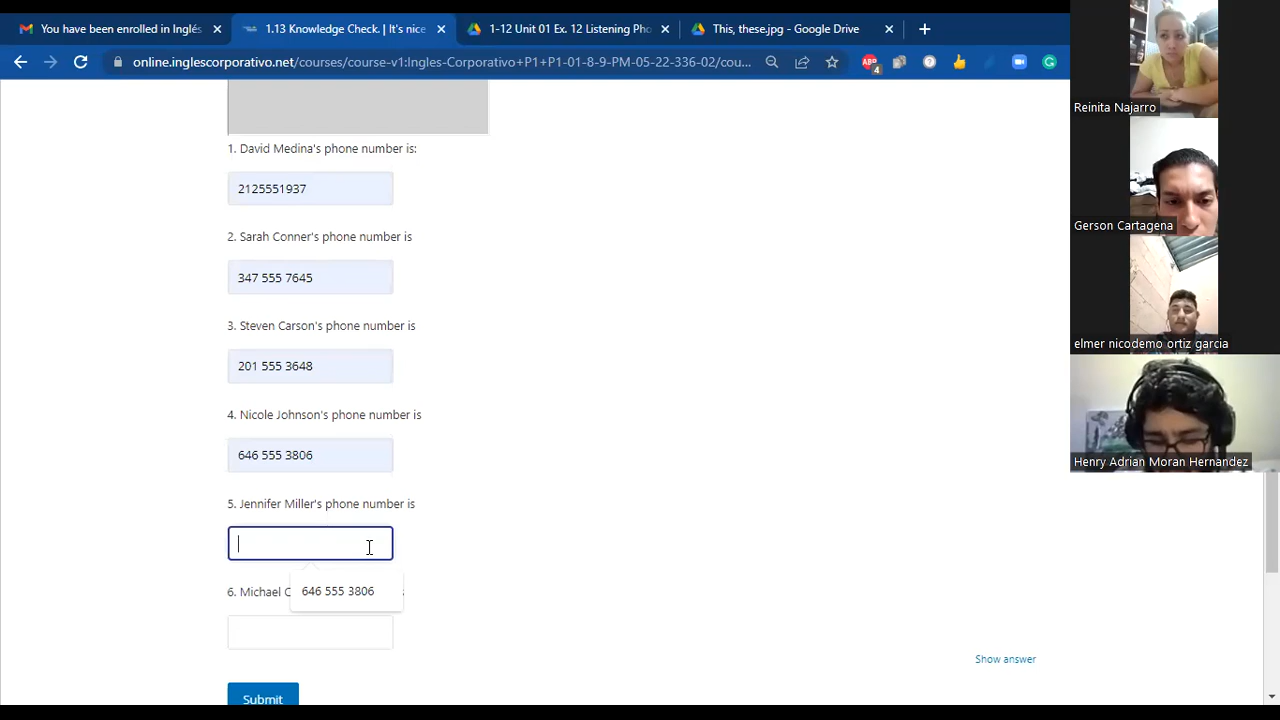 You have been enrolled in Inglés
1.13 Knowledge Check. | It's nice
1-12 Unit 01 Ex. 12 Listening Pho
This, these.jpg - Google Drive
online.inglescorporativo.net/courses/course-v1:Ingles-Corporativo+P1+P1-01-8-9-PM-05-22-336-02/cou...
ABP
4
1. David Medina's phone number is:
2125551937
2. Sarah Conner's phone number is
347 555 7645
3. Steven Carson's phone number is
201 555 3648
4. Nicole Johnson's phone number is
646 555 3806
5. Jennifer Miller's phone number is
646 555 3806
6. Michael
Show answer
Submit
Reinita Najarro
Gerson Cartagena
elmer nicodemo ortiz garcia
Henry Adrian Moran Hernandez